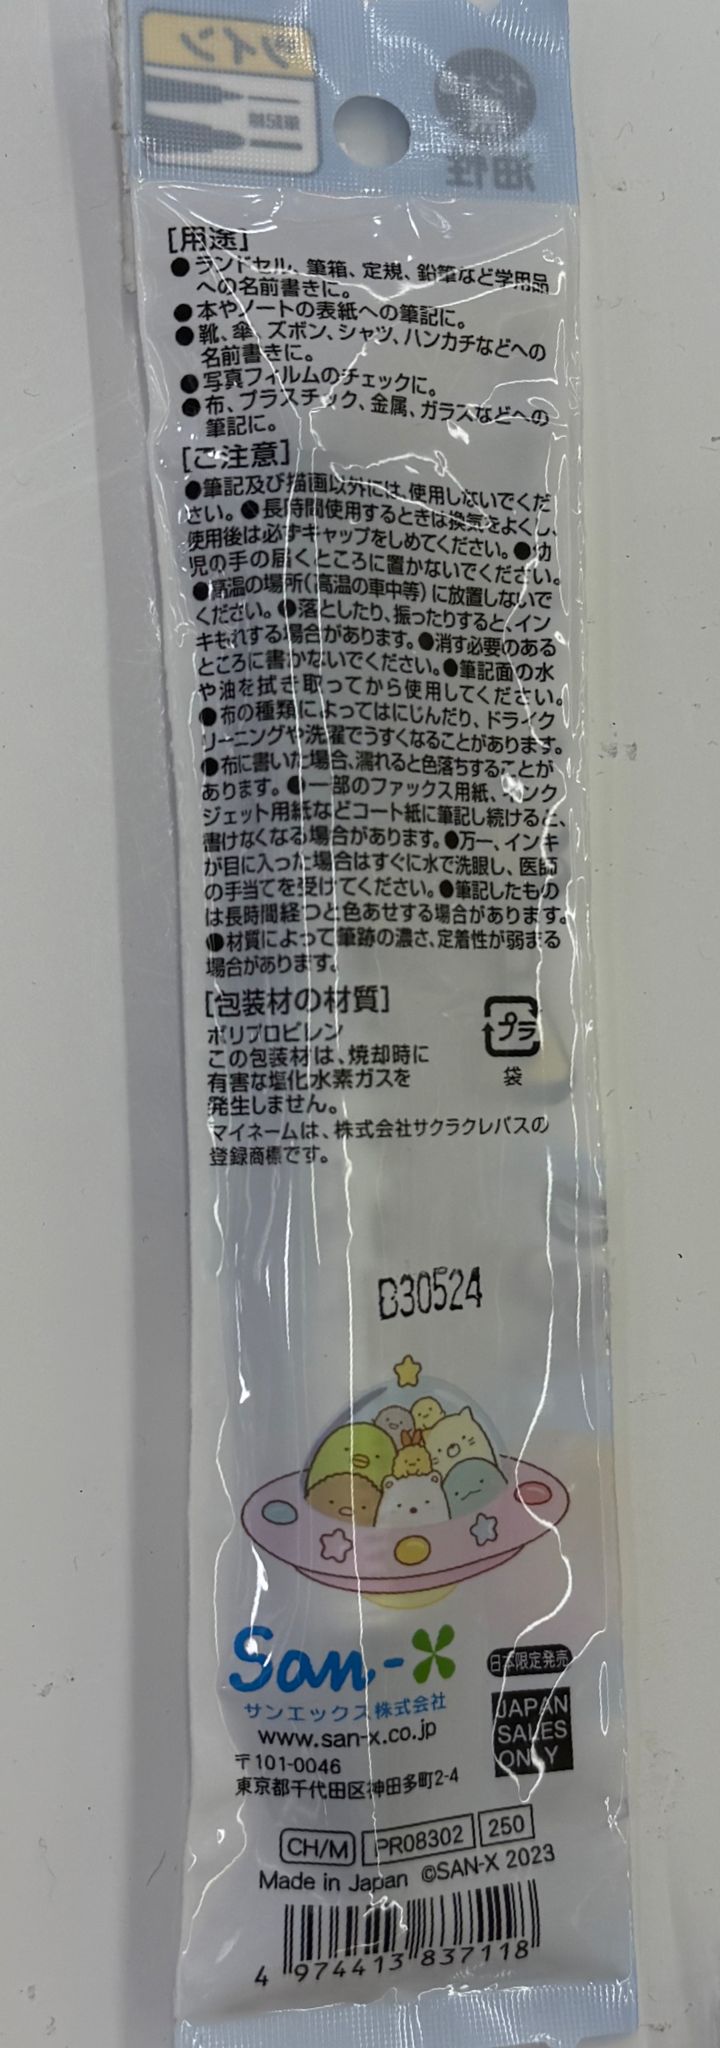 [用途]
●ランドセル、筆箱、定規、鉛筆など学用品
への名前書きに。
●本やノートの表紙への筆記に。
●靴、傘、ズボン、シャツ、ハンカチなどへの
名前書きに。
●写真フィルムのチェックに。
●布、プラスチック、金属、ガラスなどへの
筆記に。
[ご注意]
●筆記及び描画以外には、使用しないでくだ
さい。●長時間使用するときは換気をよくし、
使用後は必ずキャップをしめてください。●幼
児の手の届くところに置かないでください。
●高温の場所(高温の車中等)に放置しないで
ください。●落としたり、振ったりすると、イン
キもれする場合があります。●消す必要のある
ところに書かないでください。●筆記面の水
や油を拭き取ってから使用してください。
●布の種類によってはにじんだり、ドライク
リーニングや洗濯でうすくなることがあります。
●布に書いた場合、濡れると色落ちすることが
あります。●一部のファックス用紙、インク
ジェット用紙などコート紙に筆記し続けると、
書けなくなる場合があります。●万一、インキ
が目に入った場合はすぐに水で洗眼し、医師
の手当てを受けてください。●筆記したもの
は長時間経つと色あせする場合があります。
●材質によって筆跡の濃さ、定着性が弱まる
場合があります。
[包装材の材質]
ポリプロピレン
この包装材は、焼却時に
有害な塩化水素ガスを
発生しません。
プラ
袋
マイネームは、株式会社サクラクレパスの
登録商標です。
B30524
San-X
サンエックス株式会社
www.san-x.co.jp
〒101-0046
東京都千代田区神田多町2-4
日本限定発売
JAPAN
SALES
ONLY
CH/M PR08302 250
Made in Japan ©SAN-X 2023
4 974413 837118